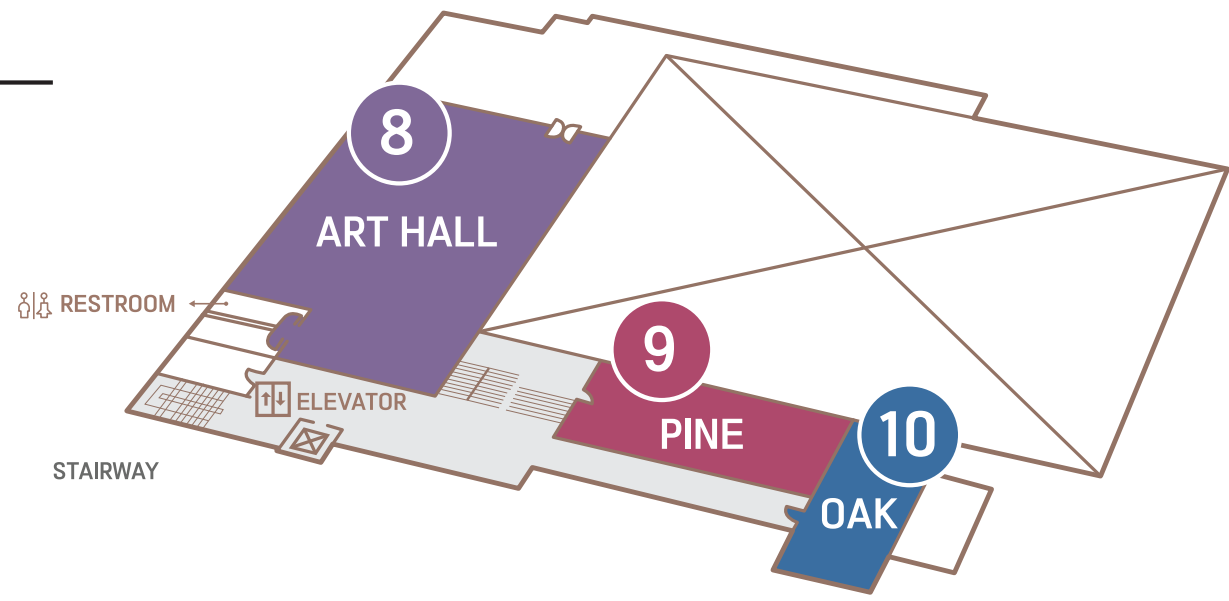 8
ART HALL
RESTROOM
9
ELEVATOR
PINE
10
STAIRWAY
OAK